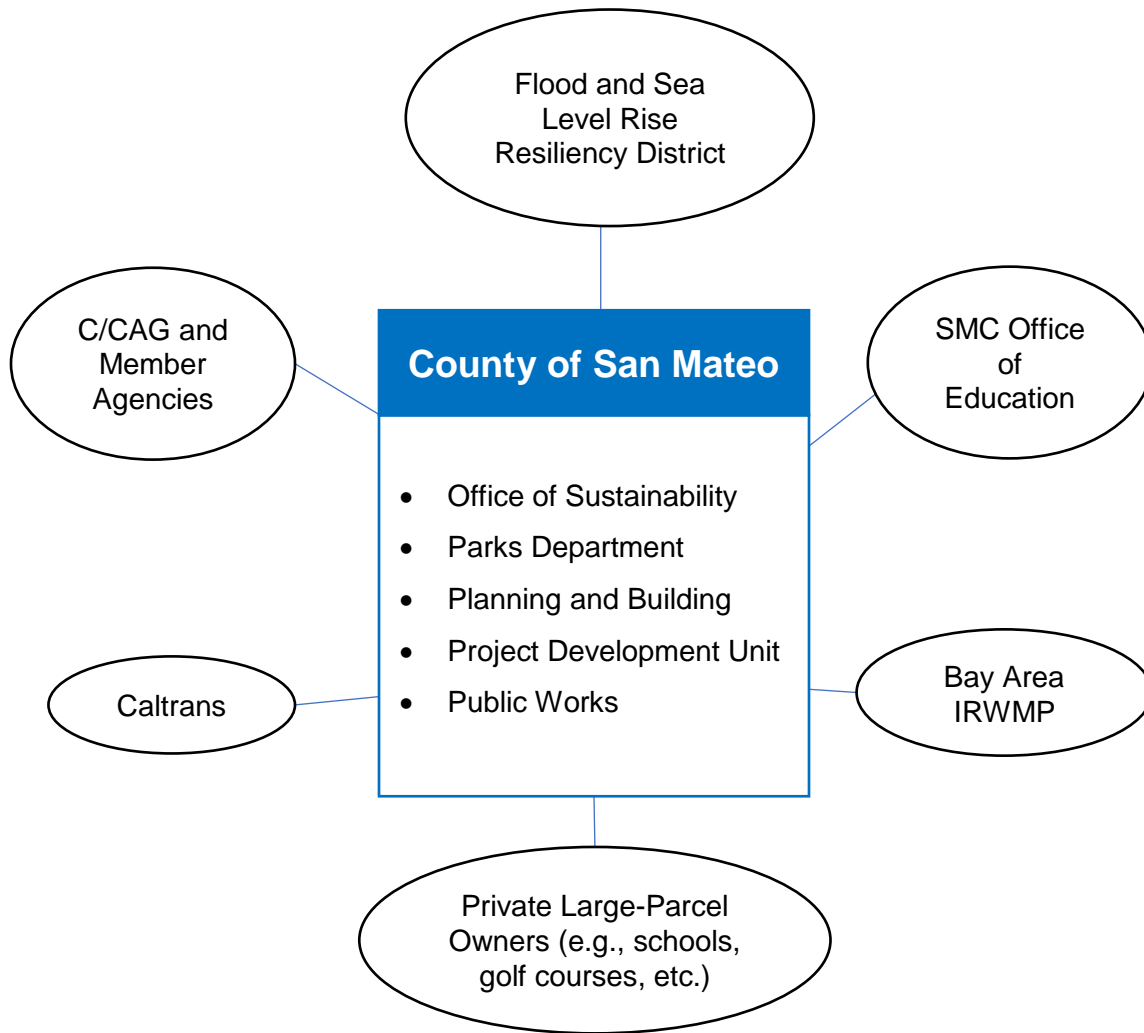 Flood and Sea
Level Rise
Resiliency District
C/CAG and
Member
Agencies
SMC Office
of
Education
County of San Mateo
• Office of Sustainability
• Parks Department
• Planning and Building
• Project Development Unit
• Public Works
Caltrans
Bay Area
IRWMP
Private Large-Parcel
Owners (e.g., schools,
golf courses, etc.)